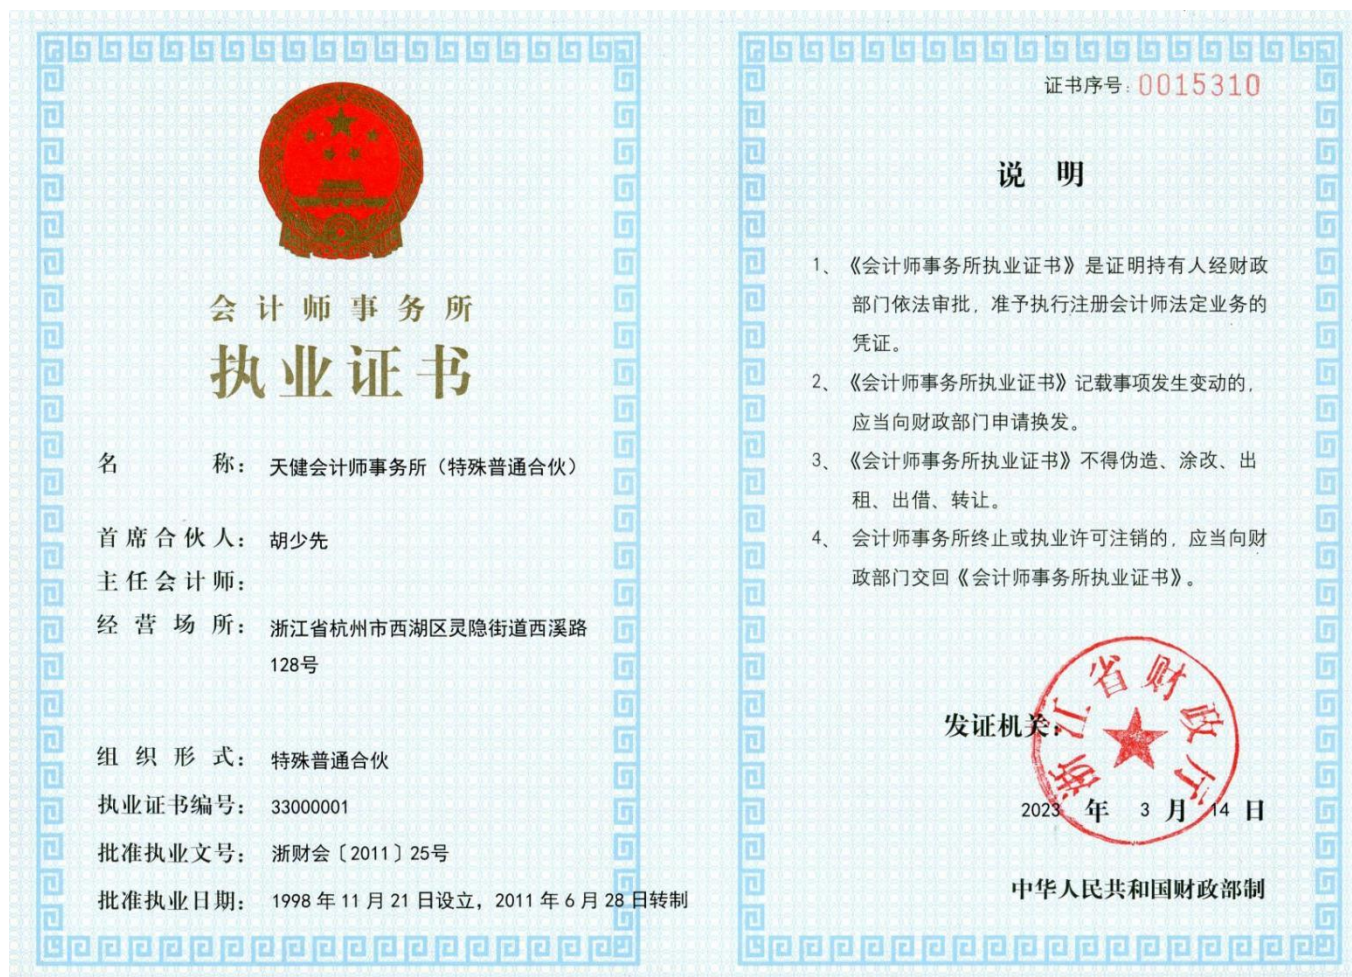 会计师事务所
执业证书
名 称： 天健会计师事务所（特殊普通合伙）
首席合伙人： 胡少先
主任会计师：
经营场所： 浙江省杭州市西湖区灵隐街道西溪路
128号
组织形式： 特殊普通合伙
执业证书编号： 33000001
批准执业文号： 浙财会〔2011〕25号
批准执业日期： 1998 年 11 月 21 日设立，2011 年 6 月 28 日转制
证书序号：0015310
说 明
1、《会计师事务所执业证书》是证明持有人经财政
部门依法审批，准予执行注册会计师法定业务的
凭证。
2、《会计师事务所执业证书》记载事项发生变动的，
应当向财政部门申请换发。
3、《会计师事务所执业证书》不得伪造、涂改、出
租、出借、转让。
4、会计师事务所终止或执业许可注销的，应当向财
政部门交回《会计师事务所执业证书》。
发证机关：
浙江省财政厅
2023 年 3 月 14 日
中华人民共和国财政部制